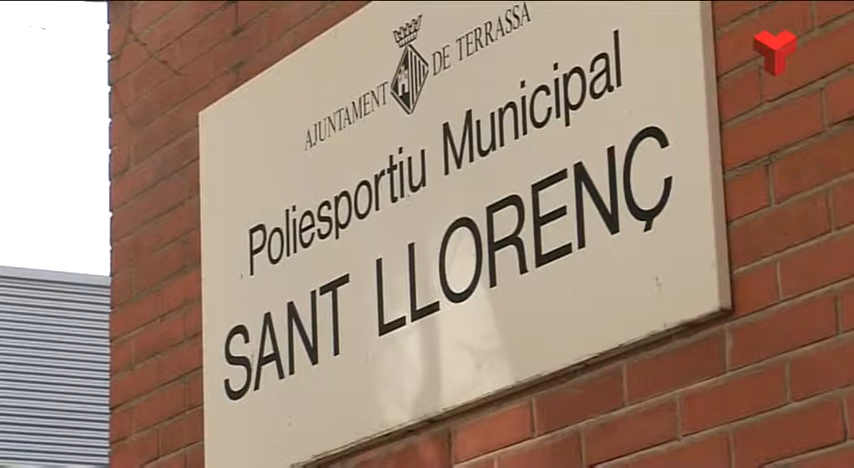 AJUNTAMENT DE TERRASSA
Poliesportiu Municipal
SANT LLORENÇ